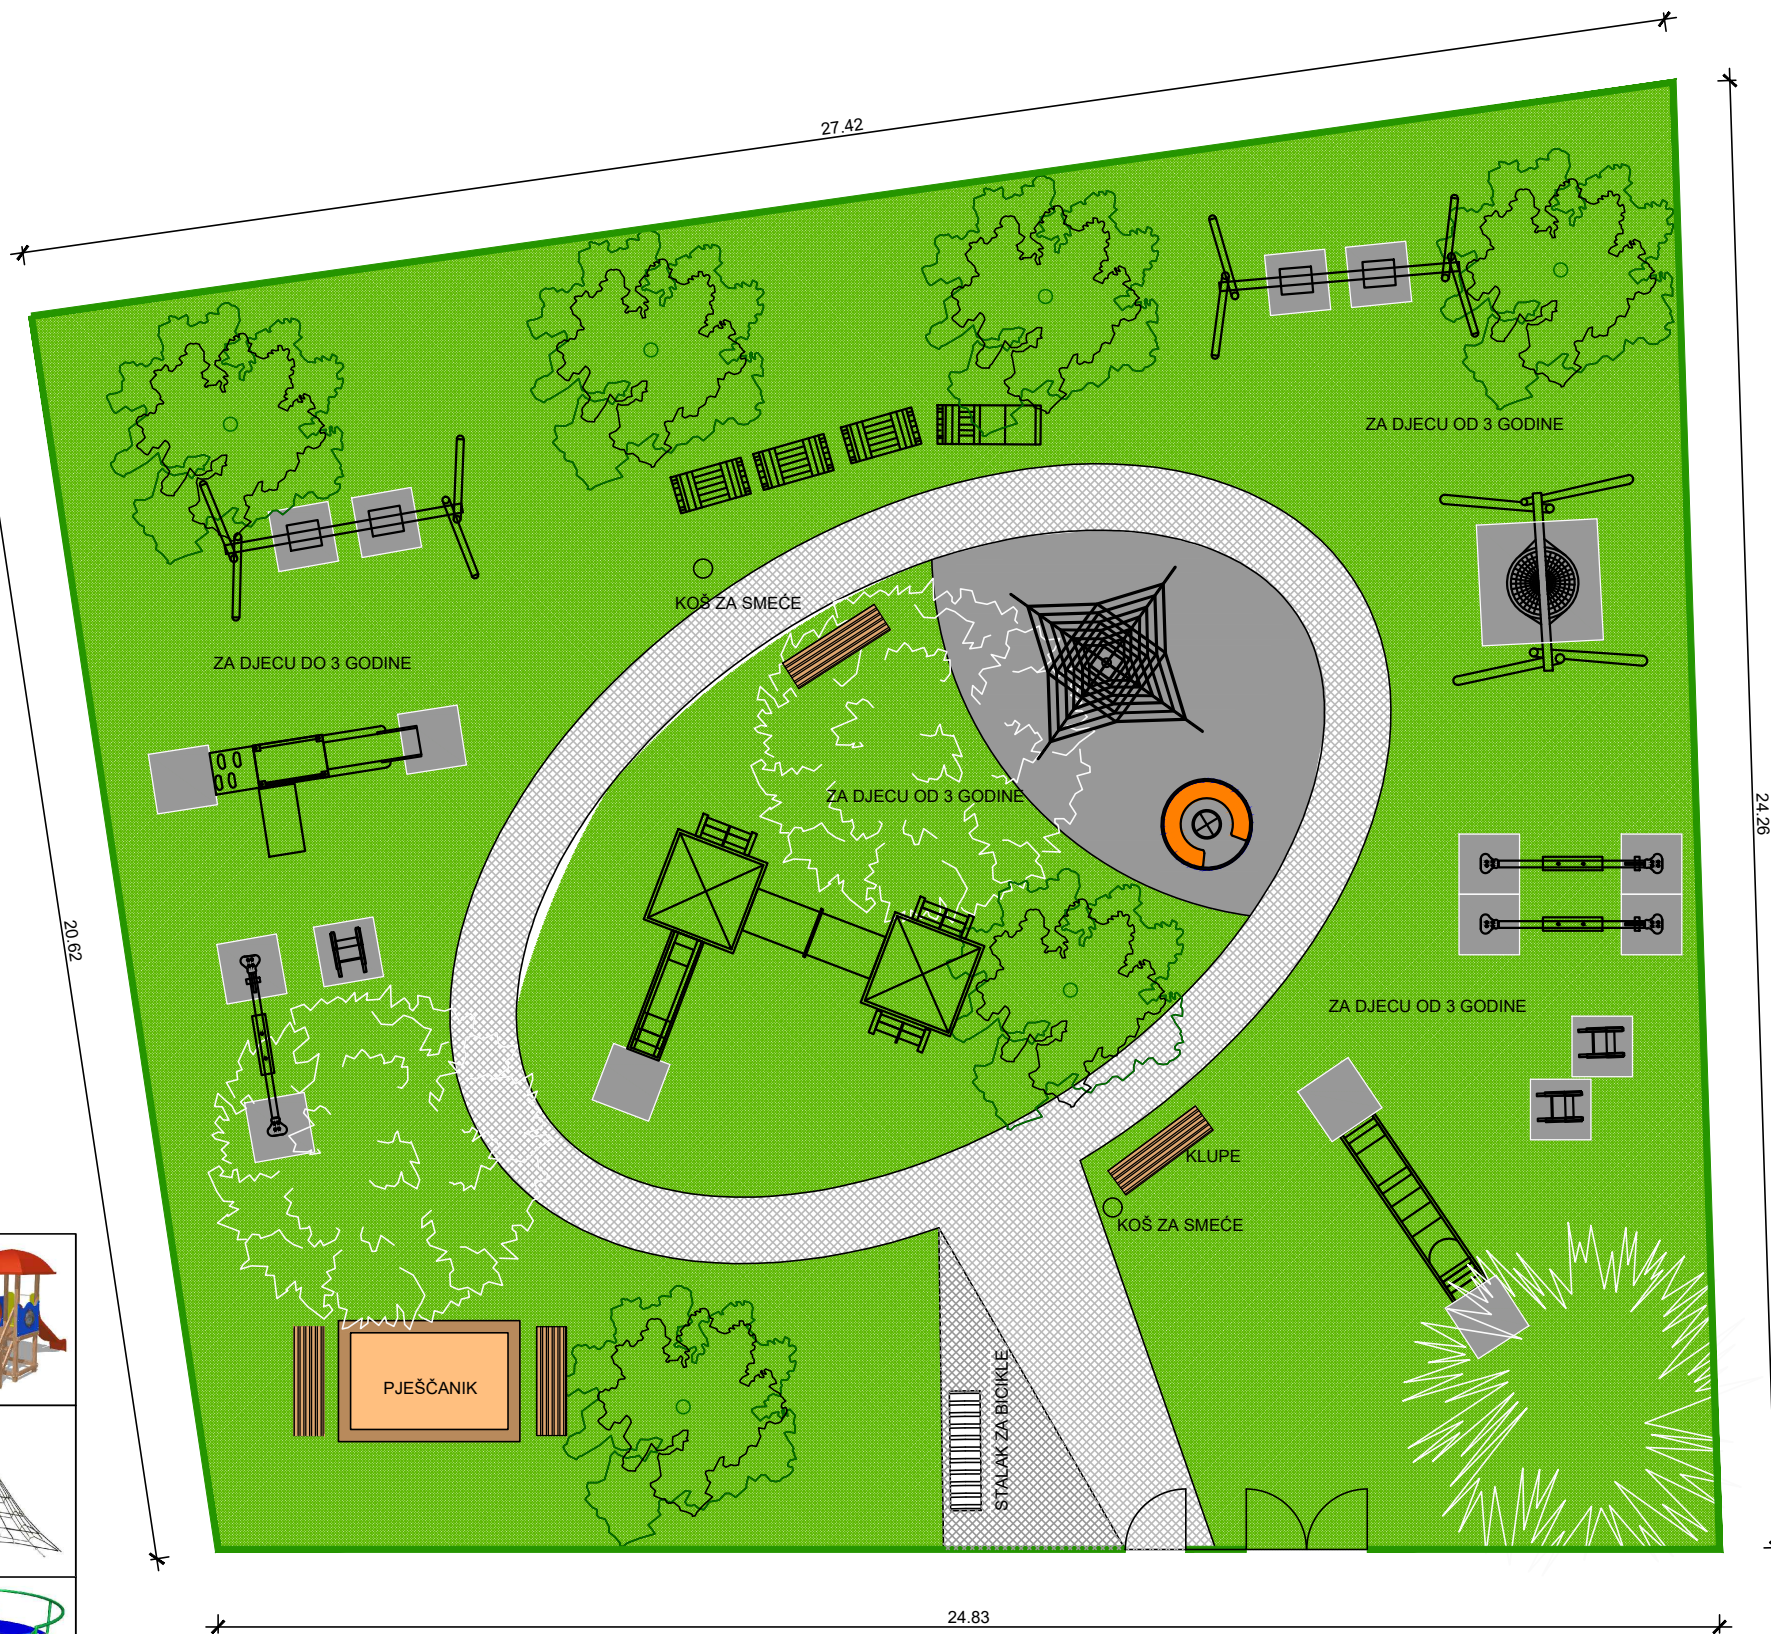 27.42
ZA DJECU OD 3 GODINE
KOŠ ZA SMEĆE
ZA DJECU DO 3 GODINE
ZA DJECU OD 3 GODINE
24.26
20.62
ZA DJECU OD 3 GODINE
KLUPE
KOŠ ZA SMEĆE
PJEŠČANIK
STALAK ZA BICIKLE
24.83